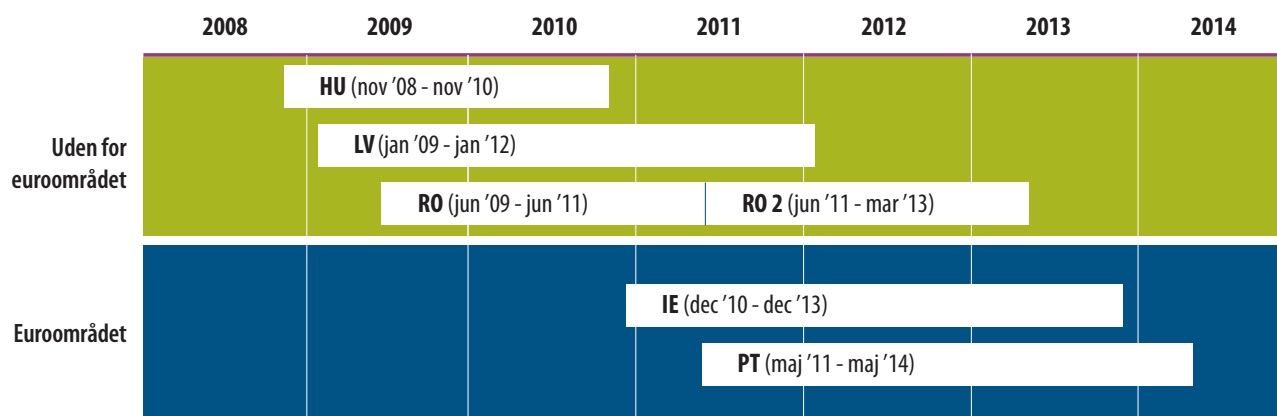 2008 2009 2010 2011 2012 2013 2014
HU (nov ’08 - nov ’10)
LV (jan ’09 - jan ’12)
Uden for
euroområdet
RO (jun ’09 - jun ’11) RO 2 (jun ’11 - mar ’13)
IE (dec ’10 - dec ’13)
Euroområdet
PT (maj ’11 - maj ’14)